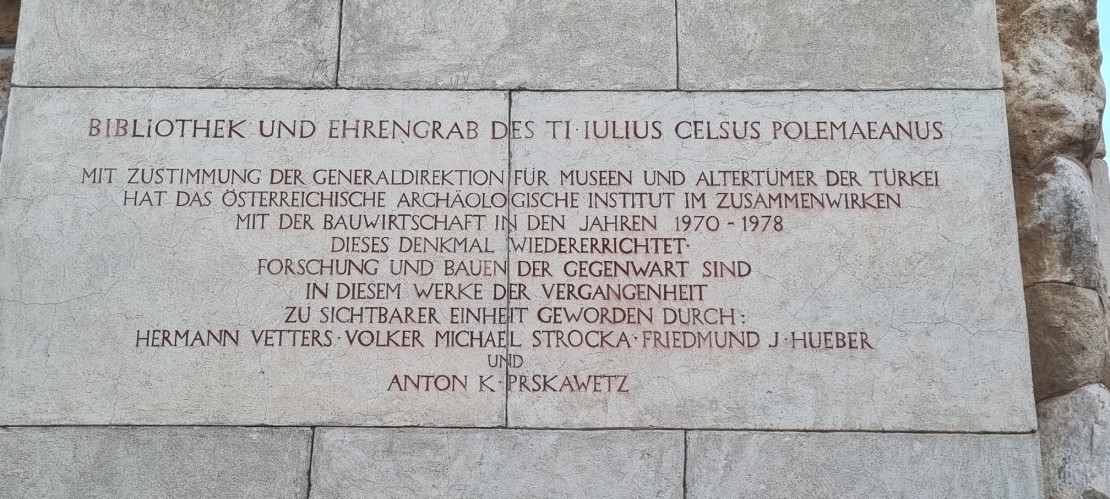 BIBLIOTHEK UND EHRENGRAB DES TI·IULIUS CELSUS POLEMAEANUS
MIT ZUSTIMMUNG DER GENERALDIREKTION FÜR MUSEEN UND ALTERTÜMER DER TÜRKEI
HAT DAS ÖSTERREICHISCHE ARCHÄOLOGISCHE INSTITUT IM ZUSAMMENWIRKEN
MIT DER BAUWIRTSCHAFT IN DEN JAHREN 1970 - 1978
DIESES DENKMAL WIEDERERRICHTET·
FORSCHUNG UND BAUEN DER GEGENWART SIND
IN DIESEM WERKE DER VERGANGENHEIT
ZU SICHTBARER EINHEIT GEWORDEN DURCH:
HERMANN VETTERS·VOLKER MICHAEL STROCKA·FRIEDMUND J·HUEBER
UND
ANTON K·PRSKAWETZ